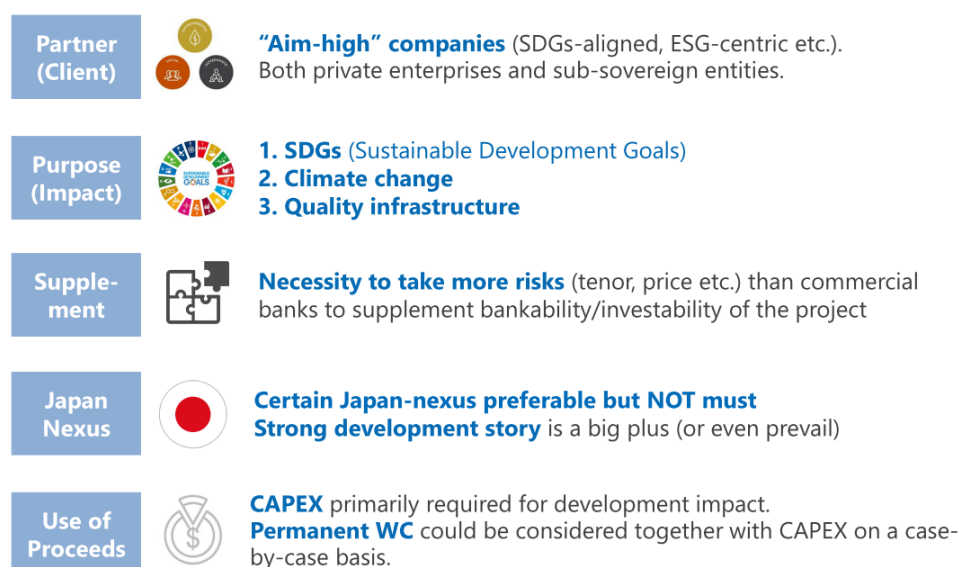 Partner
(Client)
“Aim-high” companies (SDGs-aligned, ESG-centric etc.).
Both private enterprises and sub-sovereign entities.
Purpose
(Impact)
SUSTAINABLE
DEVELOPMENT
GOALS
1. SDGs (Sustainable Development Goals)
2. Climate change
3. Quality infrastructure
Supple-
ment
Necessity to take more risks (tenor, price etc.) than commercial
banks to supplement bankability/investability of the project
Japan
Nexus
Certain Japan-nexus preferable but NOT must
Strong development story is a big plus (or even prevail)
Use of
Proceeds
$
CAPEX primarily required for development impact.
Permanent WC could be considered together with CAPEX on a case-
by-case basis.